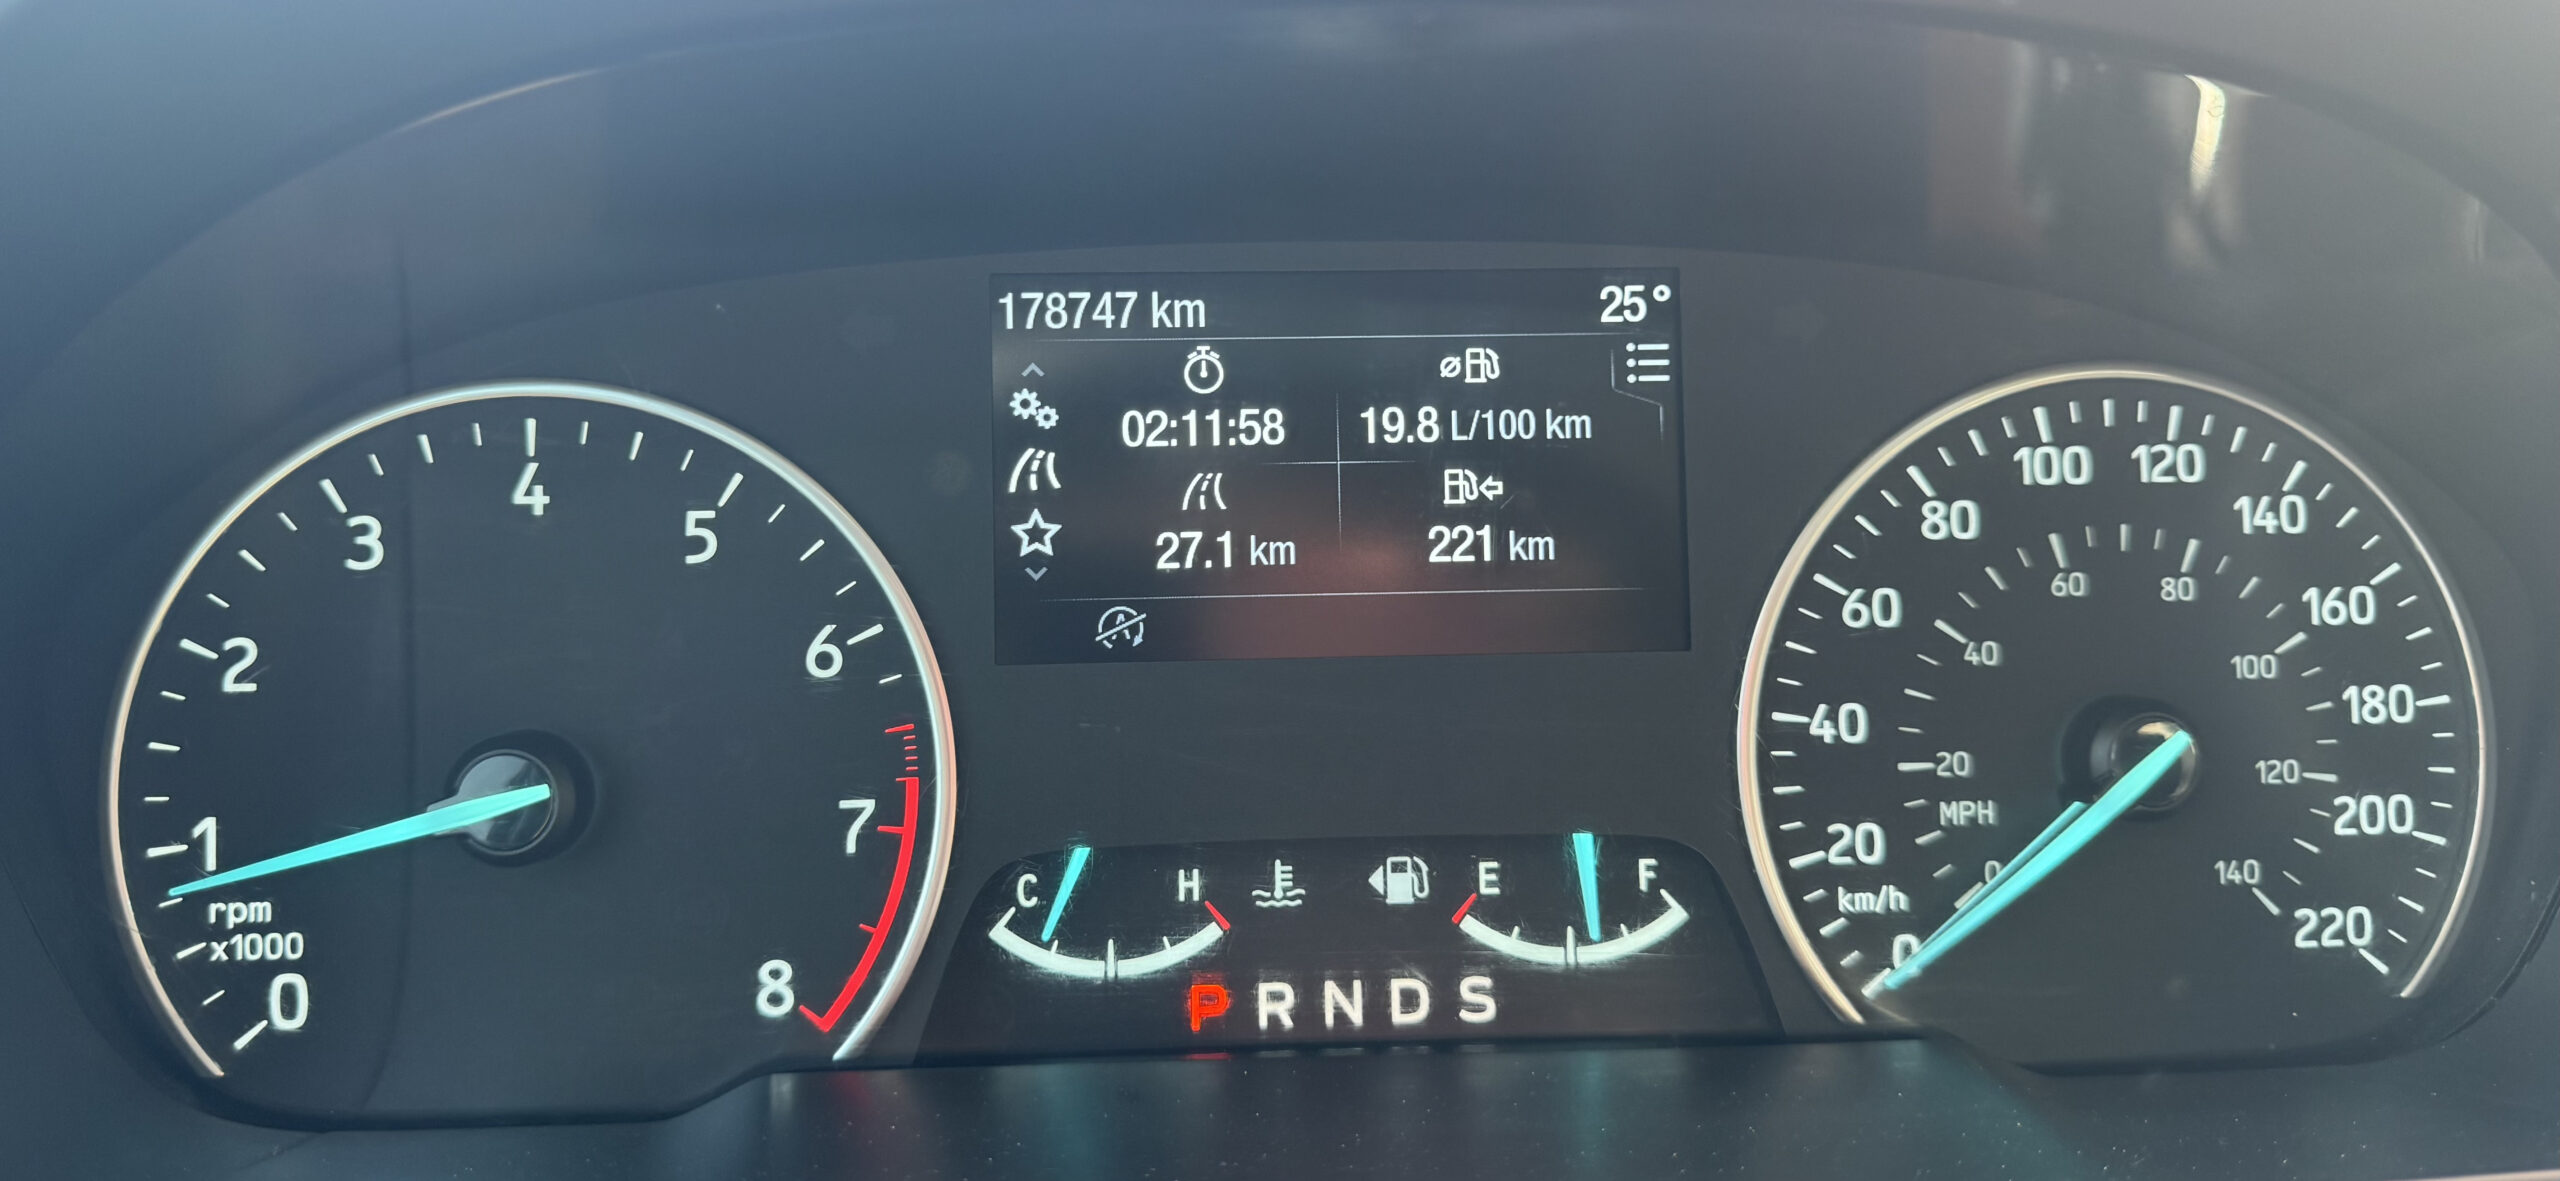 178747 km 25°
02:11:58 19.8 L/100 km
27.1 km 221 km
0 1 2 3 4 5 6 7 8
rpm
x1000
C H E F
P R N D S
0 20 40 60 80 100 120 140 160 180 200 220
km/h
0 20 40 60 80 100 120 140
MPH